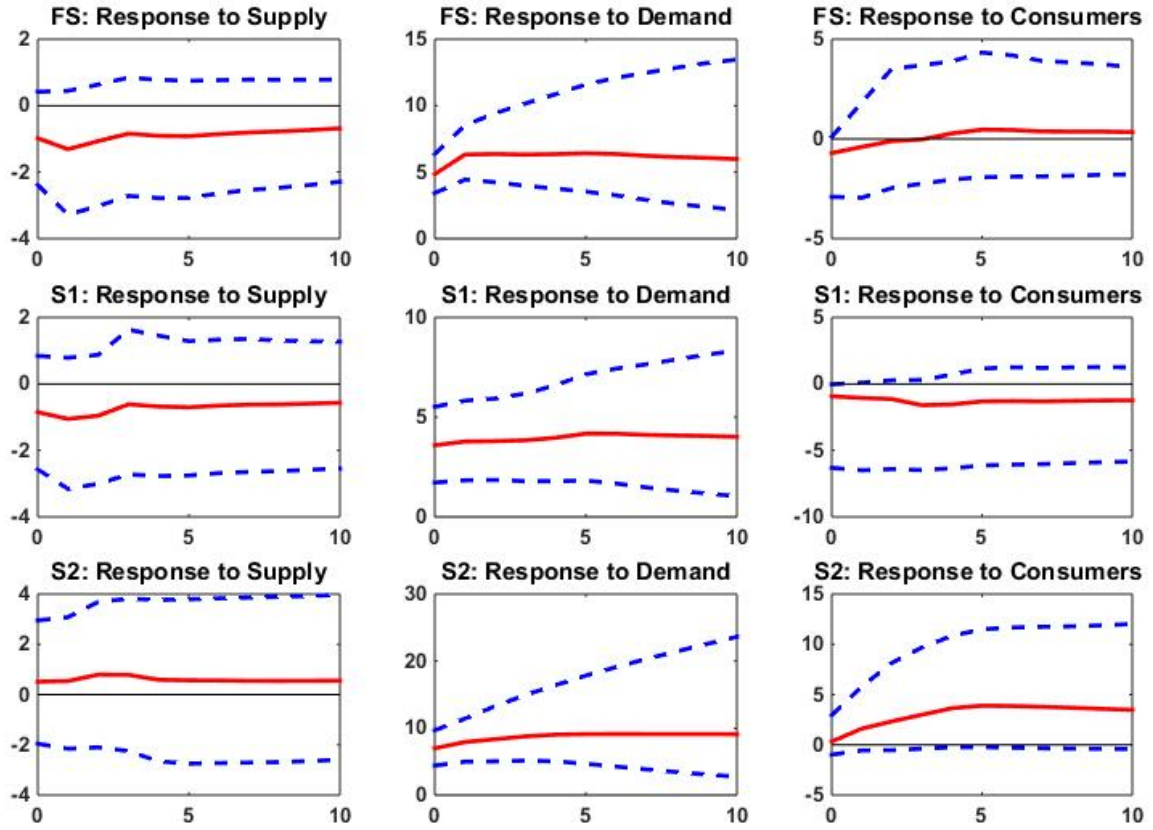 FS: Response to Supply
FS: Response to Demand
FS: Response to Consumers
2
0
-2
-4
0 5 10
15
10
5
0
0 5 10
5
0
-5
0 5 10
S1: Response to Supply
S1: Response to Demand
S1: Response to Consumers
2
0
-2
-4
0 5 10
10
5
0
0 5 10
5
0
-5
-10
0 5 10
S2: Response to Supply
S2: Response to Demand
S2: Response to Consumers
4
2
0
-2
-4
0 5 10
30
20
10
0
0 5 10
15
10
5
0
-5
0 5 10